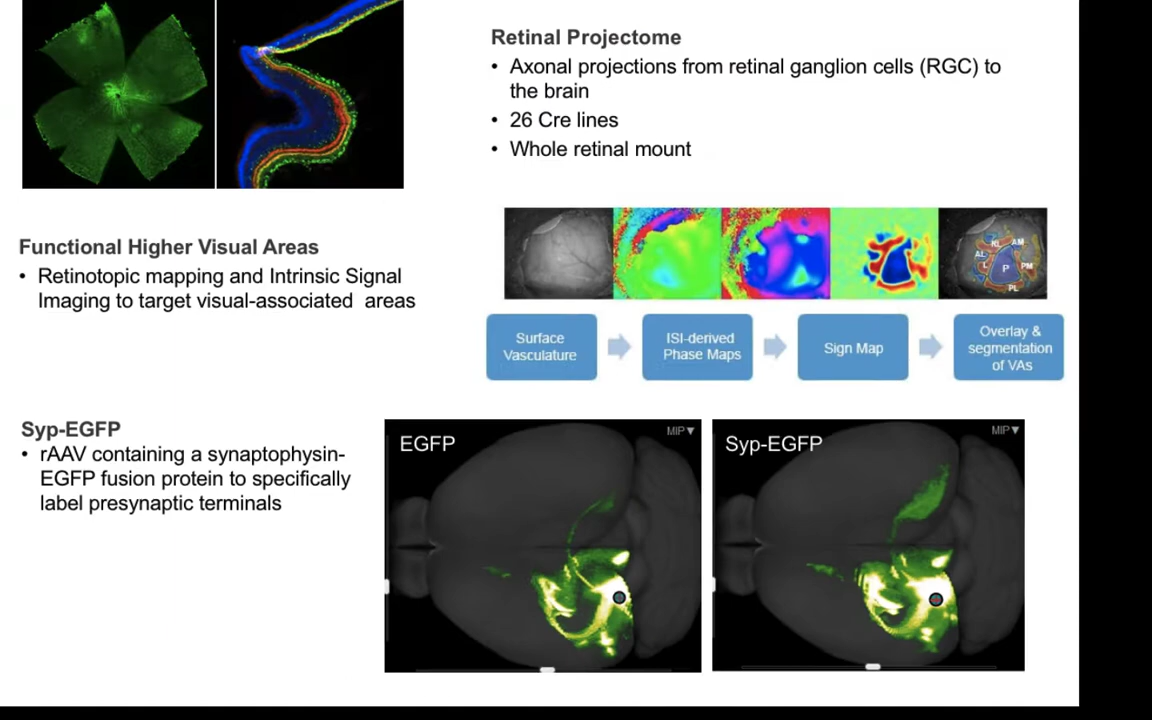 Retinal Projectome
• Axonal projections from retinal ganglion cells (RGC) to
the brain
• 26 Cre lines
• Whole retinal mount
Functional Higher Visual Areas
• Retinotopic mapping and Intrinsic Signal
Imaging to target visual-associated areas
RL
AM
AL
L
P
PM
PL
Surface
Vasculature
ISI-derived
Phase Maps
Sign Map
Overlay &
segmentation
of VAs
Syp-EGFP
• rAAV containing a synaptophysin-
EGFP fusion protein to specifically
label presynaptic terminals
EGFP
MIP▼
Syp-EGFP
MIP▼